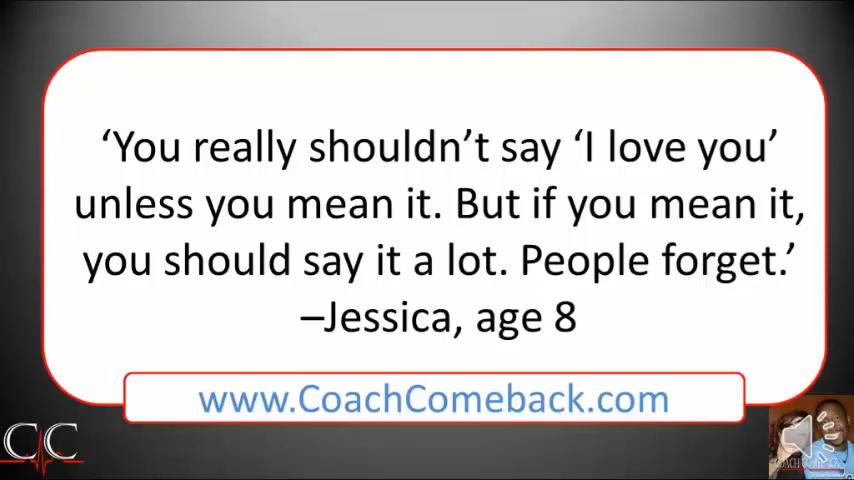 ‘You really shouldn’t say ‘I love you’
unless you mean it. But if you mean it,
you should say it a lot. People forget.’
–Jessica, age 8
www.CoachComeback.com
CC